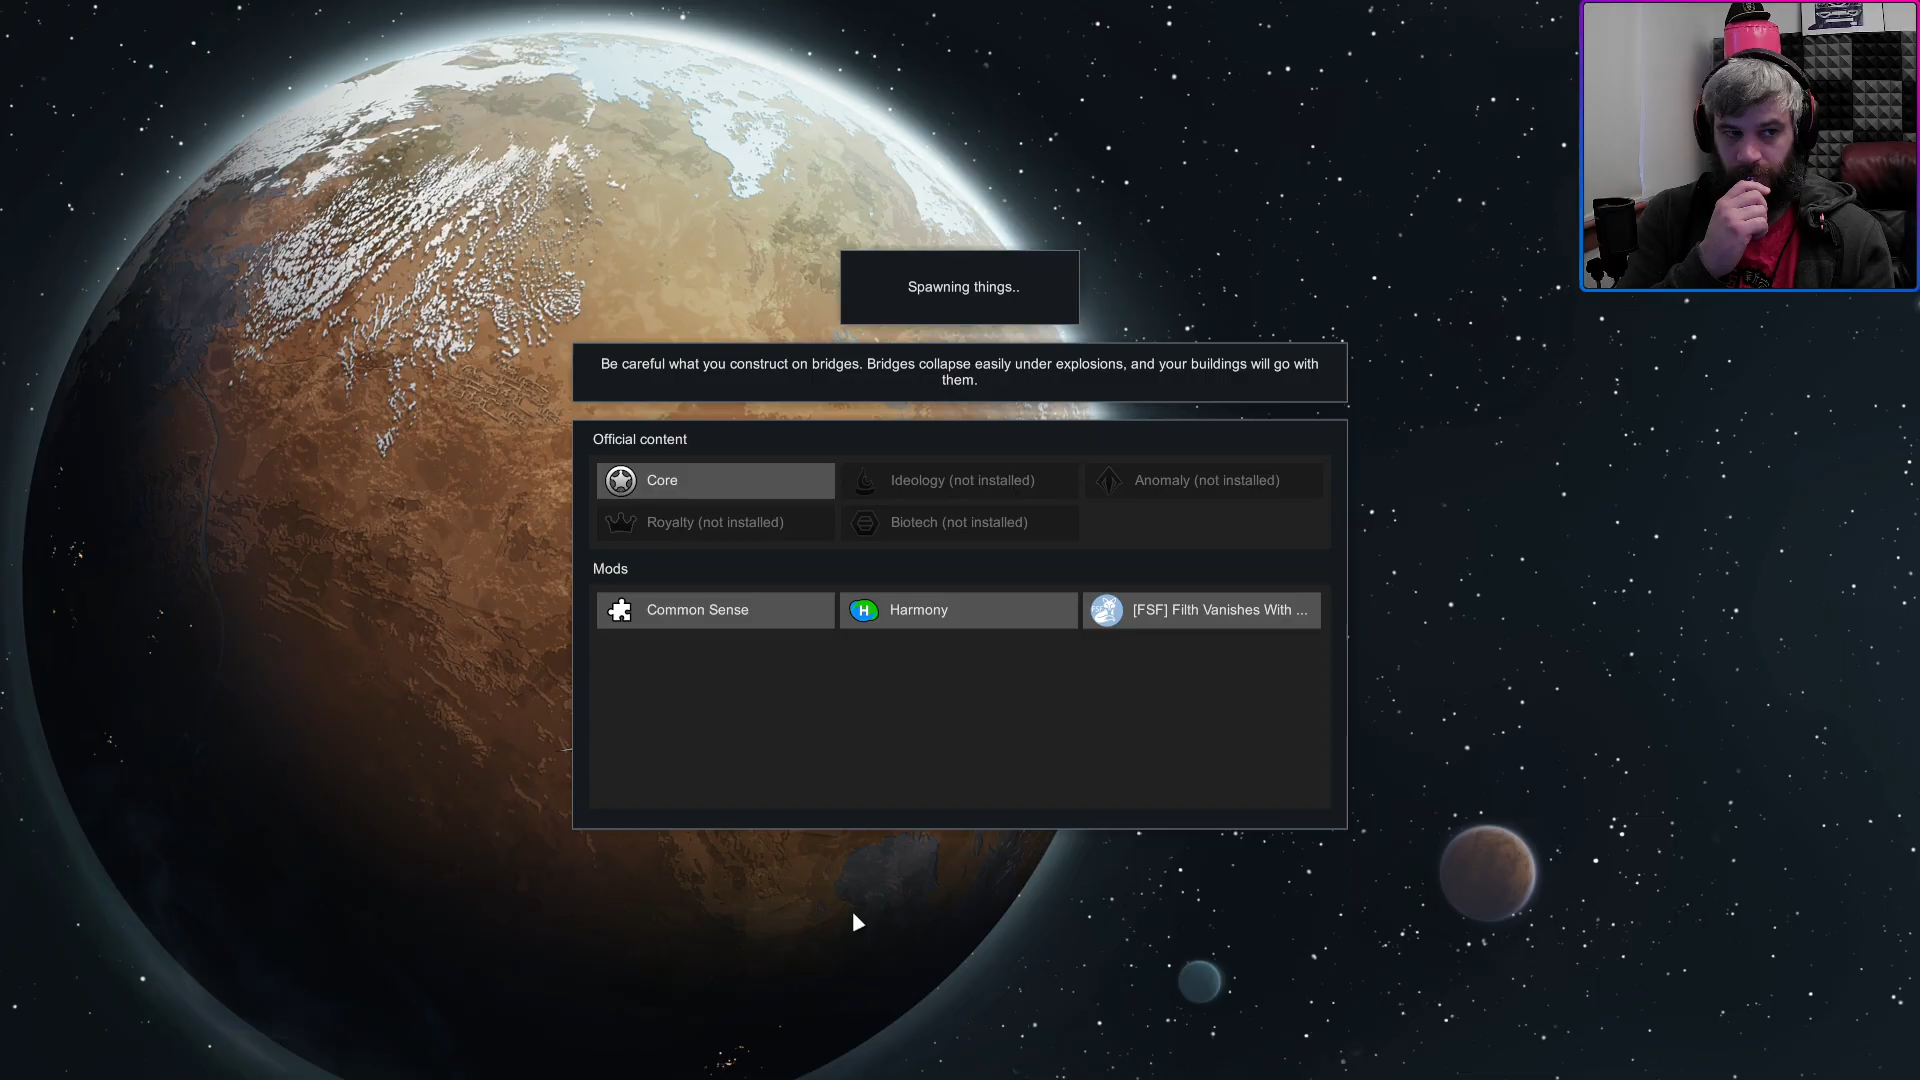 Spawning things..
Be careful what you construct on bridges. Bridges collapse easily under explosions, and your buildings will go with
them.
Official content
Core
Ideology (not installed)
Anomaly (not installed)
Royalty (not installed)
Biotech (not installed)
Mods
Common Sense
H
Harmony
FSF
[FSF] Filth Vanishes With ...